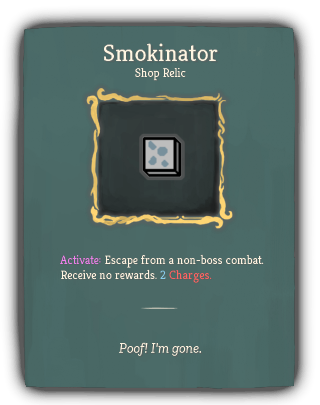 Smokinator
Shop Relic
Activate: Escape from a non-boss combat.
Receive no rewards. 2 Charges.
Poof! I'm gone.